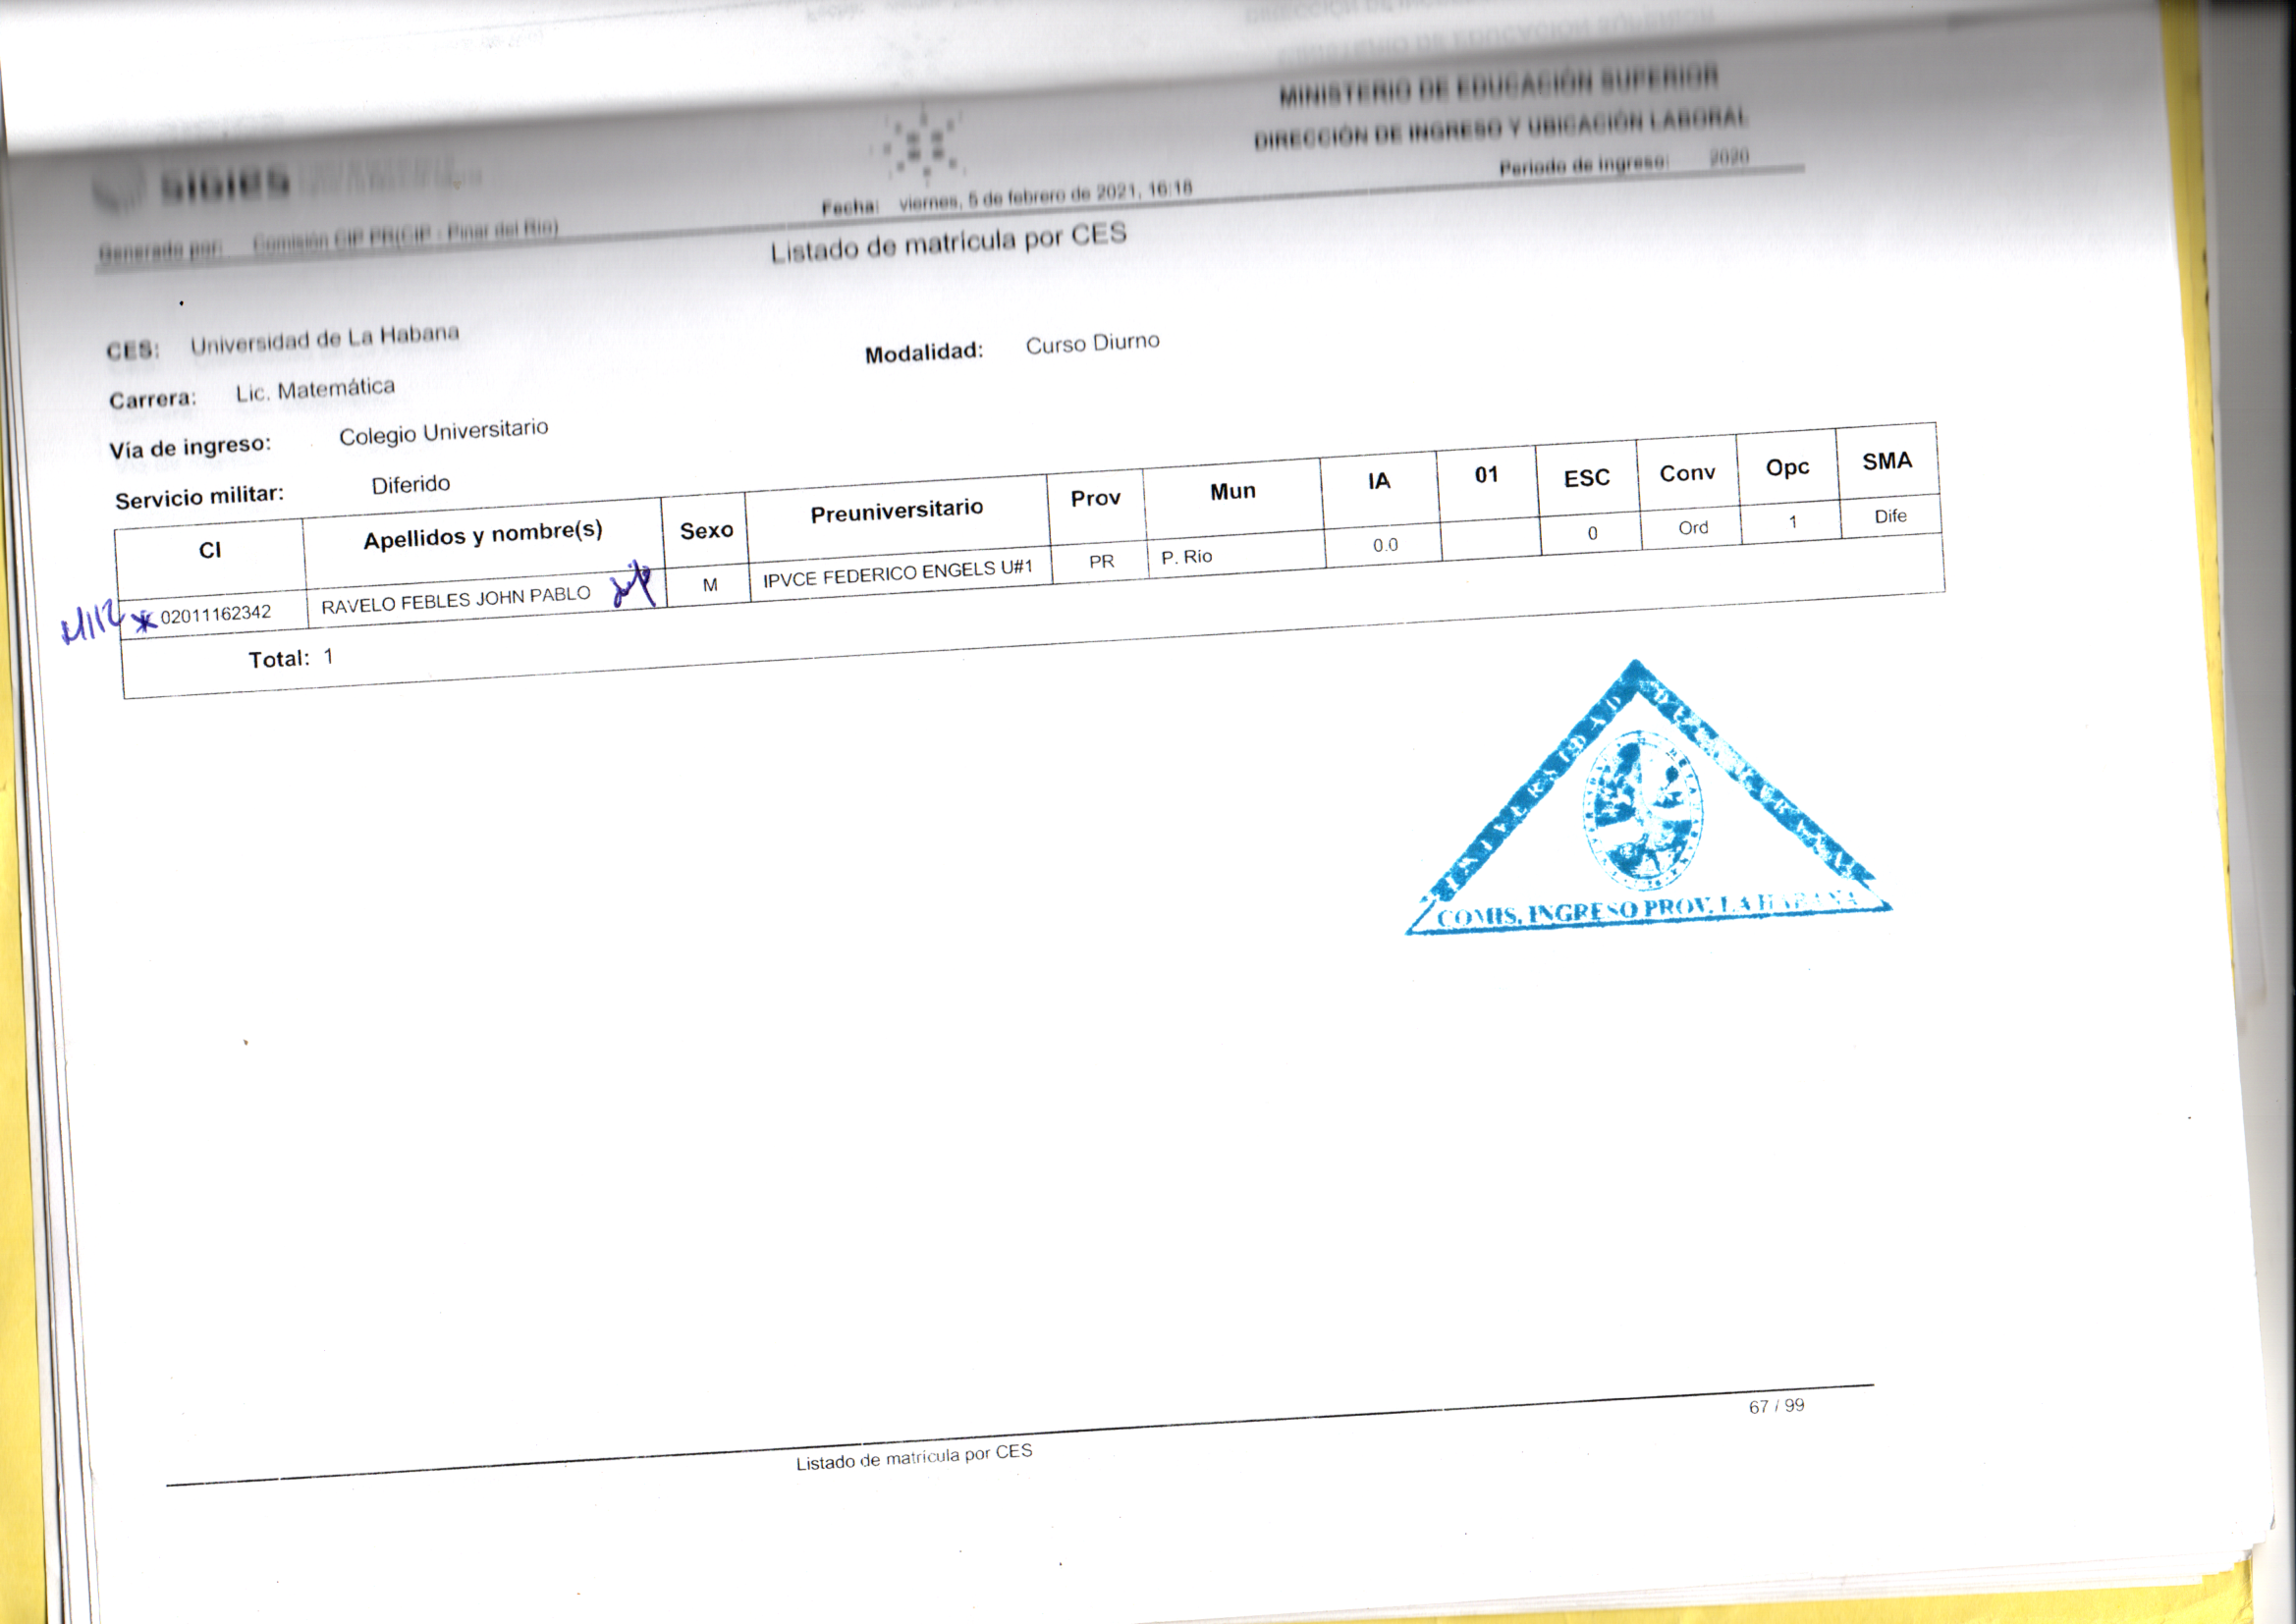 MINISTERIO DE EDUCACIÓN SUPERIOR
DIRECCIÓN DE INGRESO Y UBICACIÓN LABORAL
sigies
Periodo de ingreso: 2020
Fecha: viernes, 5 de febrero de 2021, 16:18
Generado por: Comisión CIP PR(CIP - Pinar del Río)
Listado de matrícula por CES
CES: Universidad de La Habana
Modalidad: Curso Diurno
Carrera: Lic. Matemática
Vía de ingreso: Colegio Universitario
Servicio militar: Diferido
CI Apellidos y nombre(s) Sexo Preuniversitario Prov Mun IA 01 ESC Conv Opc SMA
* 02011162342 RAVELO FEBLES JOHN PABLO M IPVCE FEDERICO ENGELS U#1 PR P. Rio 0.0 0 Ord 1 Dife
Total: 1
UNIVERSIDAD DE LA HABANA
COMIS. INGRESO PROV. LA HABANA
67 / 99
Listado de matrícula por CES